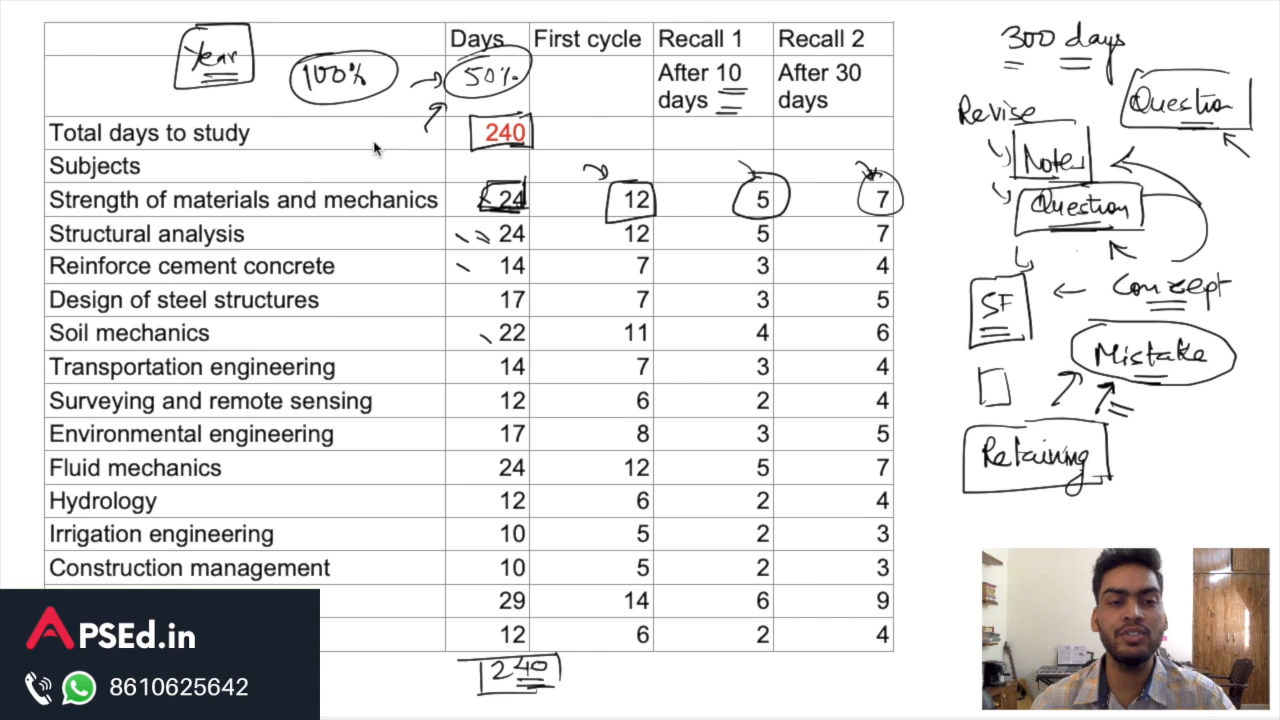 Days First cycle Recall 1 Recall 2
Year 100% 50% After 10 days After 30 days
Total days to study 240
Subjects
Strength of materials and mechanics 24 12 5 7
Structural analysis 24 12 5 7
Reinforce cement concrete 14 7 3 4
Design of steel structures 17 7 3 5
Soil mechanics 22 11 4 6
Transportation engineering 14 7 3 4
Surveying and remote sensing 12 6 2 4
Environmental engineering 17 8 3 5
Fluid mechanics 24 12 5 7
Hydrology 12 6 2 4
Irrigation engineering 10 5 2 3
Construction management 10 5 2 3
29 14 6 9
12 6 2 4
240
300 days
Question
Revise
Notes
Question
Concept
SF
Mistake
Retaining
APSEd.in
8610625642